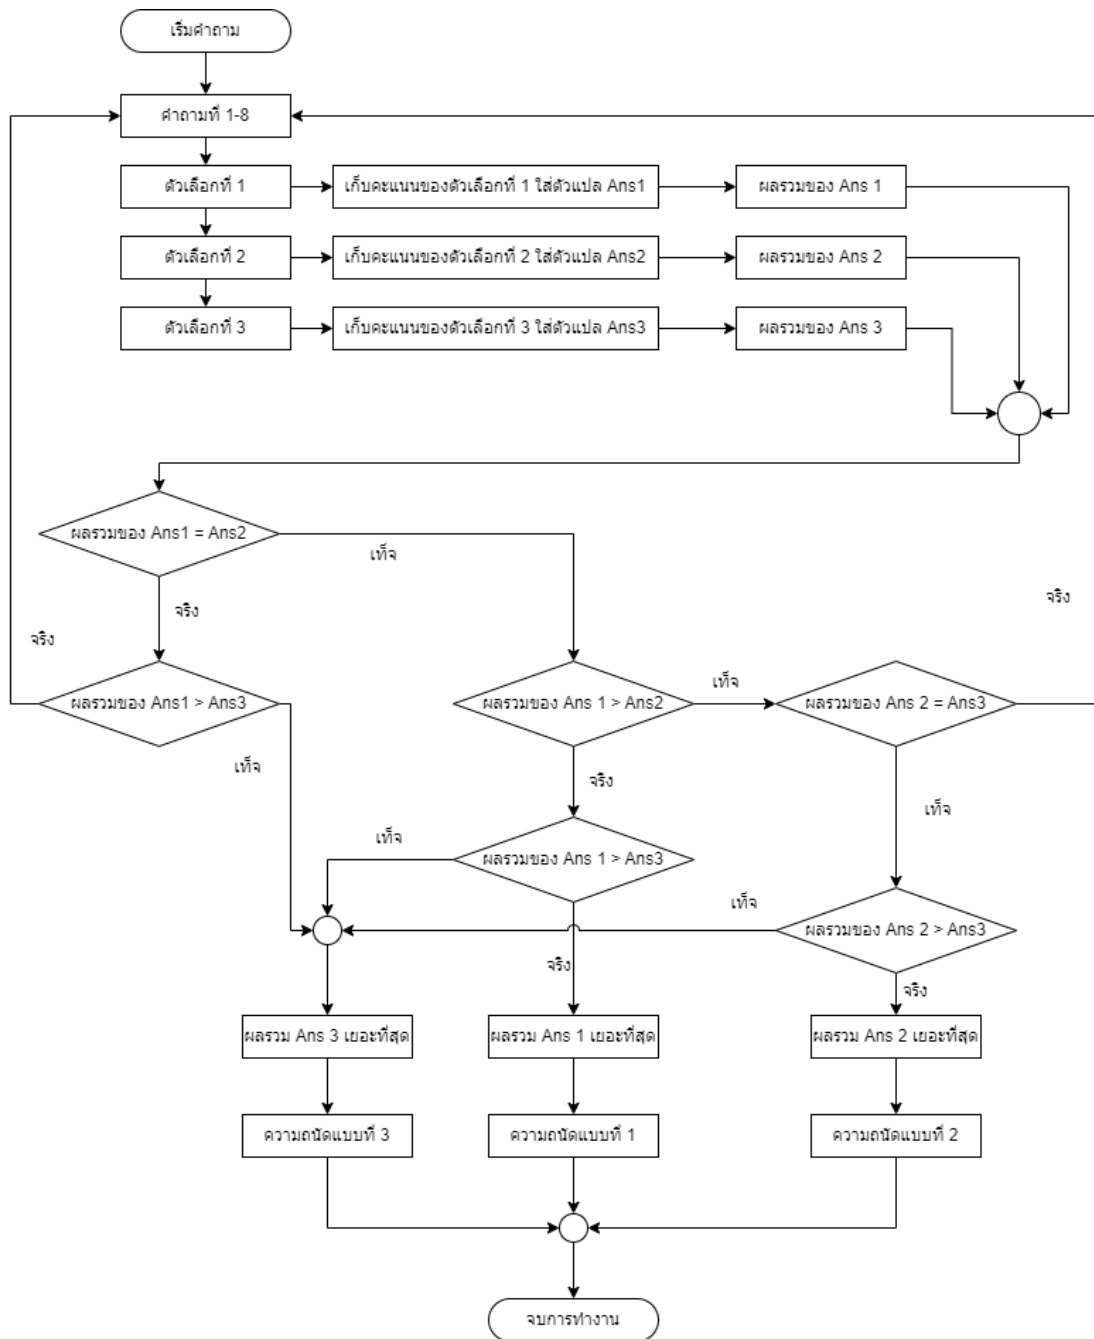 เริ่มคำถาม
คำถามที่ 1-8
ตัวเลือกที่ 1
เก็บคะแนนของตัวเลือกที่ 1 ใส่ตัวแปล Ans1
ผลรวมของ Ans 1
ตัวเลือกที่ 2
เก็บคะแนนของตัวเลือกที่ 2 ใส่ตัวแปล Ans2
ผลรวมของ Ans 2
ตัวเลือกที่ 3
เก็บคะแนนของตัวเลือกที่ 3 ใส่ตัวแปล Ans3
ผลรวมของ Ans 3
ผลรวมของ Ans1 = Ans2
เท็จ
จริง
จริง
จริง
ผลรวมของ Ans1 > Ans3
ผลรวมของ Ans 1 > Ans2
เท็จ
ผลรวมของ Ans 2 = Ans3
เท็จ
จริง
เท็จ
เท็จ
ผลรวมของ Ans 1 > Ans3
เท็จ
ผลรวมของ Ans 2 > Ans3
จริง
จริง
ผลรวม Ans 3 เยอะที่สุด
ผลรวม Ans 1 เยอะที่สุด
ผลรวม Ans 2 เยอะที่สุด
ความถนัดแบบที่ 3
ความถนัดแบบที่ 1
ความถนัดแบบที่ 2
จบการทำงาน